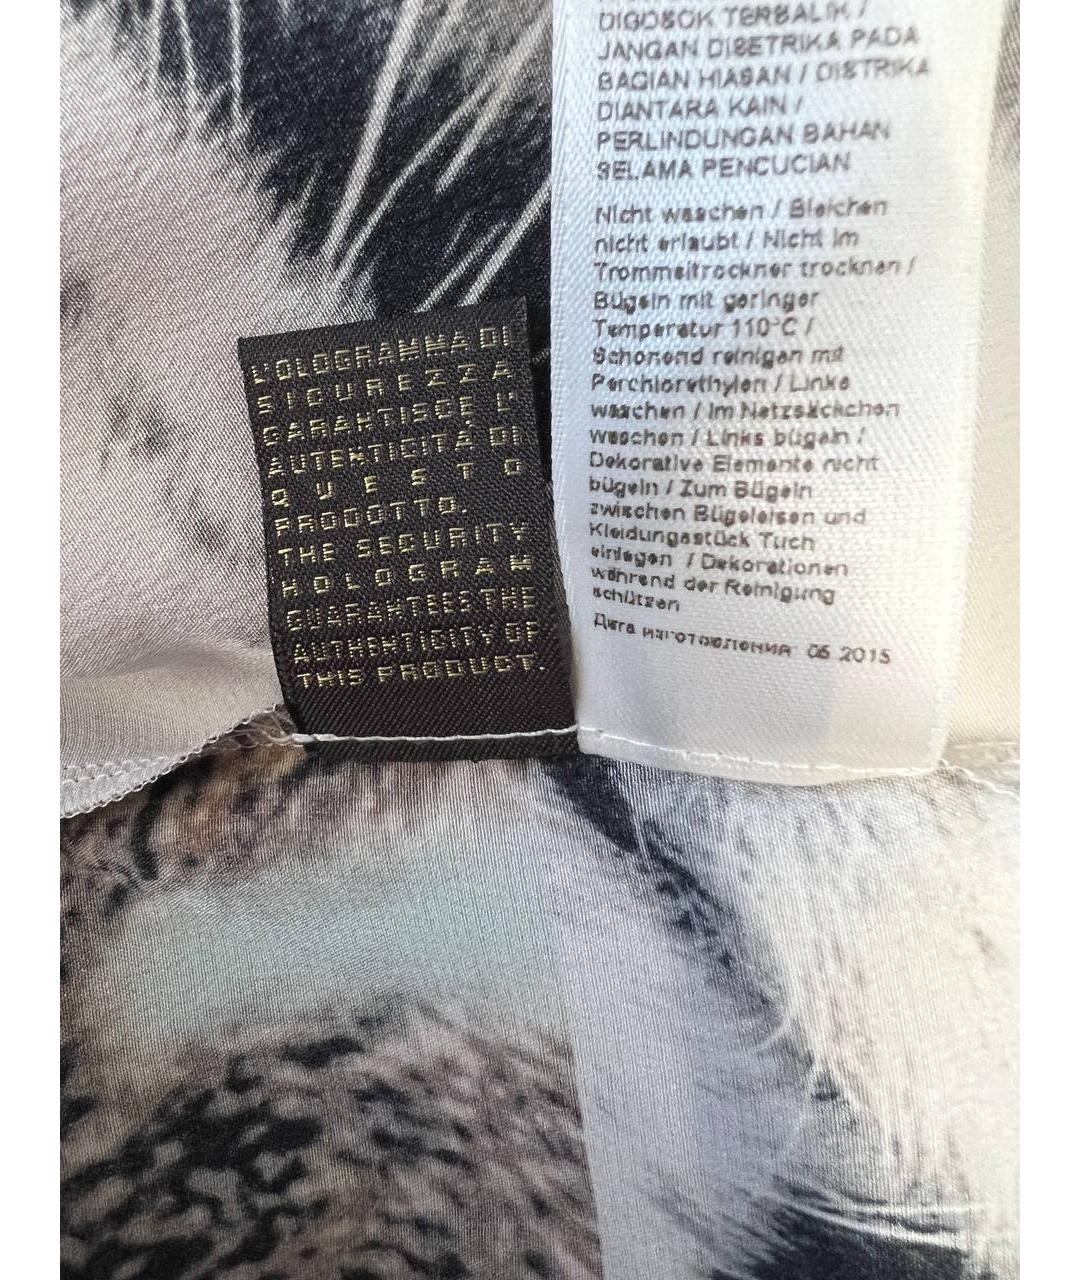 L'OLOGRAMMA DI
SICUREZZA
GARANTISCE L'
AUTENTICITÀ DI
QUESTO
PRODOTTO.
THE SECURITY
HOLOGRAM
GUARANTEES THE
AUTHENTICITY OF
THIS PRODUCT.
DIGOSOK TERBALIK /
JANGAN DISETRIKA PADA
BAGIAN HIASAN / DISTRIKA
DIANTARA KAIN /
PERLINDUNGAN BAHAN
SELAMA PENCUCIAN
Nicht waschen / Bleichen
nicht erlaubt / Nicht im
Trommeltrockner trocknen /
Bügeln mit geringer
Temperatur 110°C /
Schonend reinigen mit
Perchlorethylen / Links
waschen / Im Netzsäckchen
waschen / Links bügeln /
Dekorative Elemente nicht
bügeln / Zum Bügeln
zwischen Bügeleisen und
Kleidungsstück Tuch
einlegen / Dekorationen
während der Reinigung
schützen
Дата изготовления 06 2015